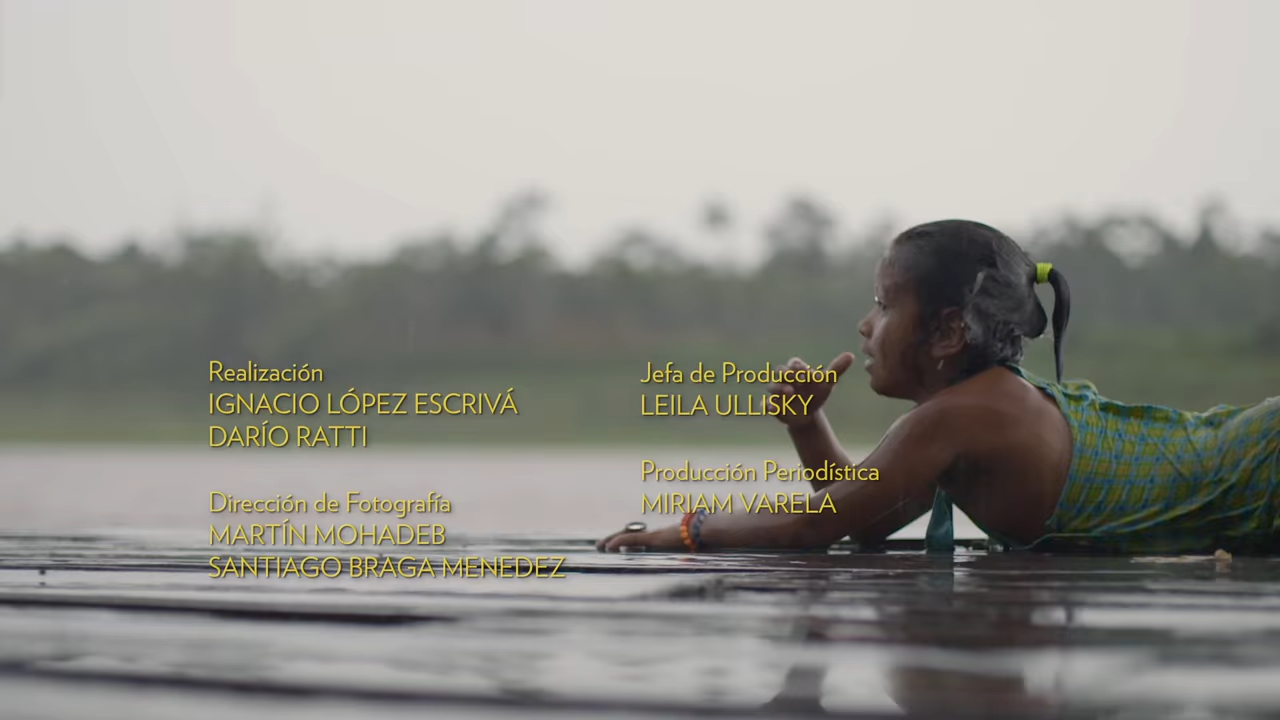 Realización
IGNACIO LÓPEZ ESCRIVÁ
DARÍO RATTI
Dirección de Fotografía
MARTÍN MOHADEB
SANTIAGO BRAGA MENEDEZ
Jefa de Producción
LEILA ULLISKY
Producción Periodística
MIRIAM VARELA